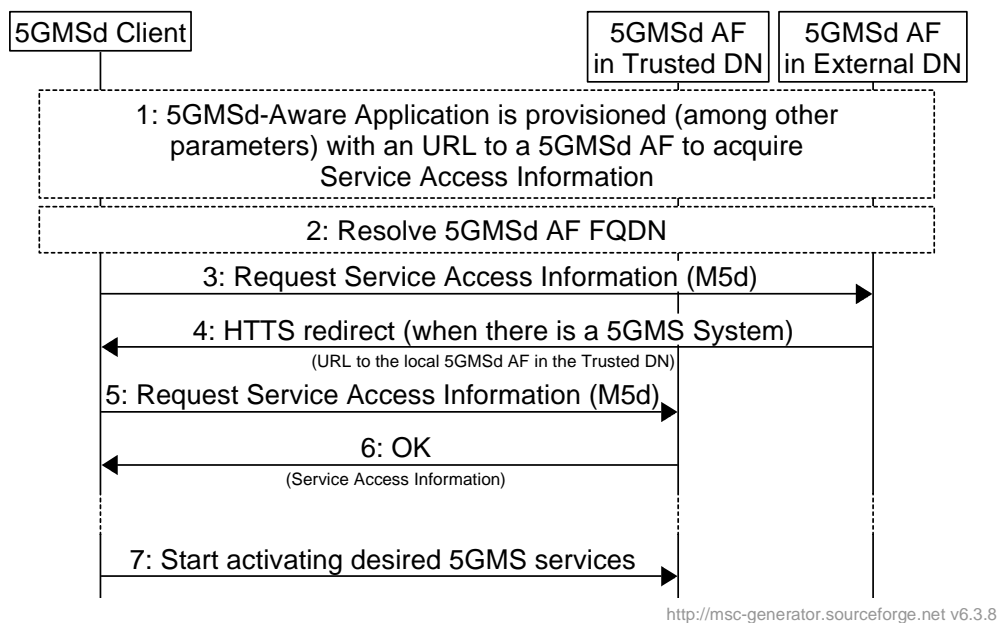 5GMSd Client
5GMSd AF
in Trusted DN
5GMSd AF
in External DN
1: 5GMSd-Aware Application is provisioned (among other
parameters) with an URL to a 5GMSd AF to acquire
Service Access Information
2: Resolve 5GMSd AF FQDN
3: Request Service Access Information (M5d)
4: HTTS redirect (when there is a 5GMS System)
(URL to the local 5GMSd AF in the Trusted DN)
5: Request Service Access Information (M5d)
6: OK
(Service Access Information)
7: Start activating desired 5GMS services
http://msc-generator.sourceforge.net v6.3.8